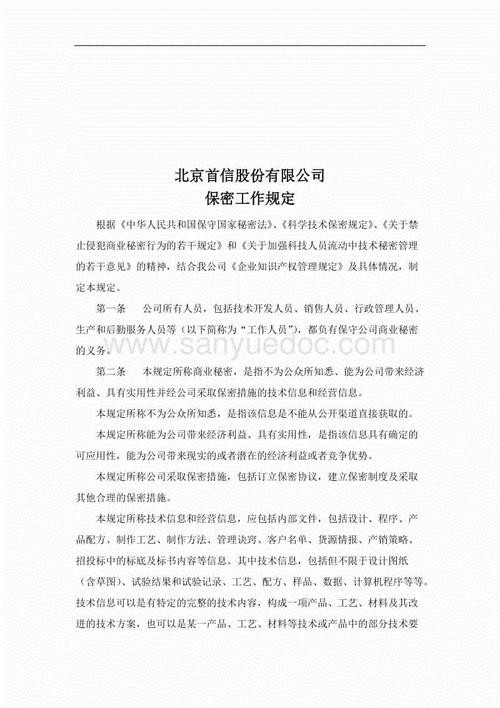 北京首信股份有限公司
保密工作规定
根据《中华人民共和国保守国家秘密法》、《科学技术保密规定》、《关于禁
止侵犯商业秘密行为的若干规定》和《关于加强科技人员流动中技术秘密管理
的若干意见》的精神，结合我公司《企业知识产权管理规定》及具体情况，制
定本规定。
第一条 公司所有人员，包括技术开发人员、销售人员、行政管理人员、
生产和后勤服务人员等（以下简称为“工作人员”），都负有保守公司商业秘密
的义务。
www.sanyuedoc.com
第二条 本规定所称商业秘密，是指不为公众所知悉、能为公司带来经济
利益、具有实用性并经公司采取保密措施的技术信息和经营信息。
本规定所称不为公众所知悉，是指该信息是不能从公开渠道直接获取的。
本规定所称能为公司带来经济利益、具有实用性，是指该信息具有确定的
可应用性，能为公司带来现实的或者潜在的经济利益或者竞争优势。
本规定所称公司采取保密措施，包括订立保密协议，建立保密制度及采取
其他合理的保密措施。
本规定所称技术信息和经营信息，应包括内部文件，包括设计、程序、产
品配方、制作工艺、制作方法、管理诀窍、客户名单、货源情报、产销策略、
招投标中的标底及标书内容等信息。其中技术信息，包括但不限于设计图纸
（含草图）、试验结果和试验记录、工艺、配方、样品、数据、计算机程序等等。
技术信息可以是有特定的完整的技术内容，构成一项产品、工艺、材料及其改
进的技术方案，也可以是某一产品、工艺、材料等技术或产品中的部分技术要